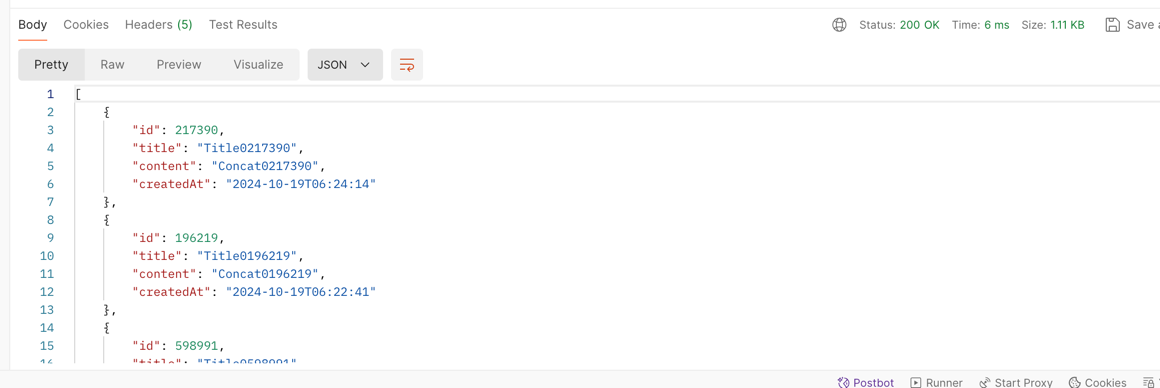 Body Cookies Headers (5) Test Results Status: 200 OK Time: 6 ms Size: 1.11 KB Save
Pretty Raw Preview Visualize JSON
1 [
2 {
3 "id": 217390,
4 "title": "Title0217390",
5 "content": "Concat0217390",
6 "createdAt": "2024-10-19T06:24:14"
7 },
8 {
9 "id": 196219,
10 "title": "Title0196219",
11 "content": "Concat0196219",
12 "createdAt": "2024-10-19T06:22:41"
13 },
14 {
15 "id": 598991,
16 "title": "Title0598991"
Postbot Runner Start Proxy Cookies